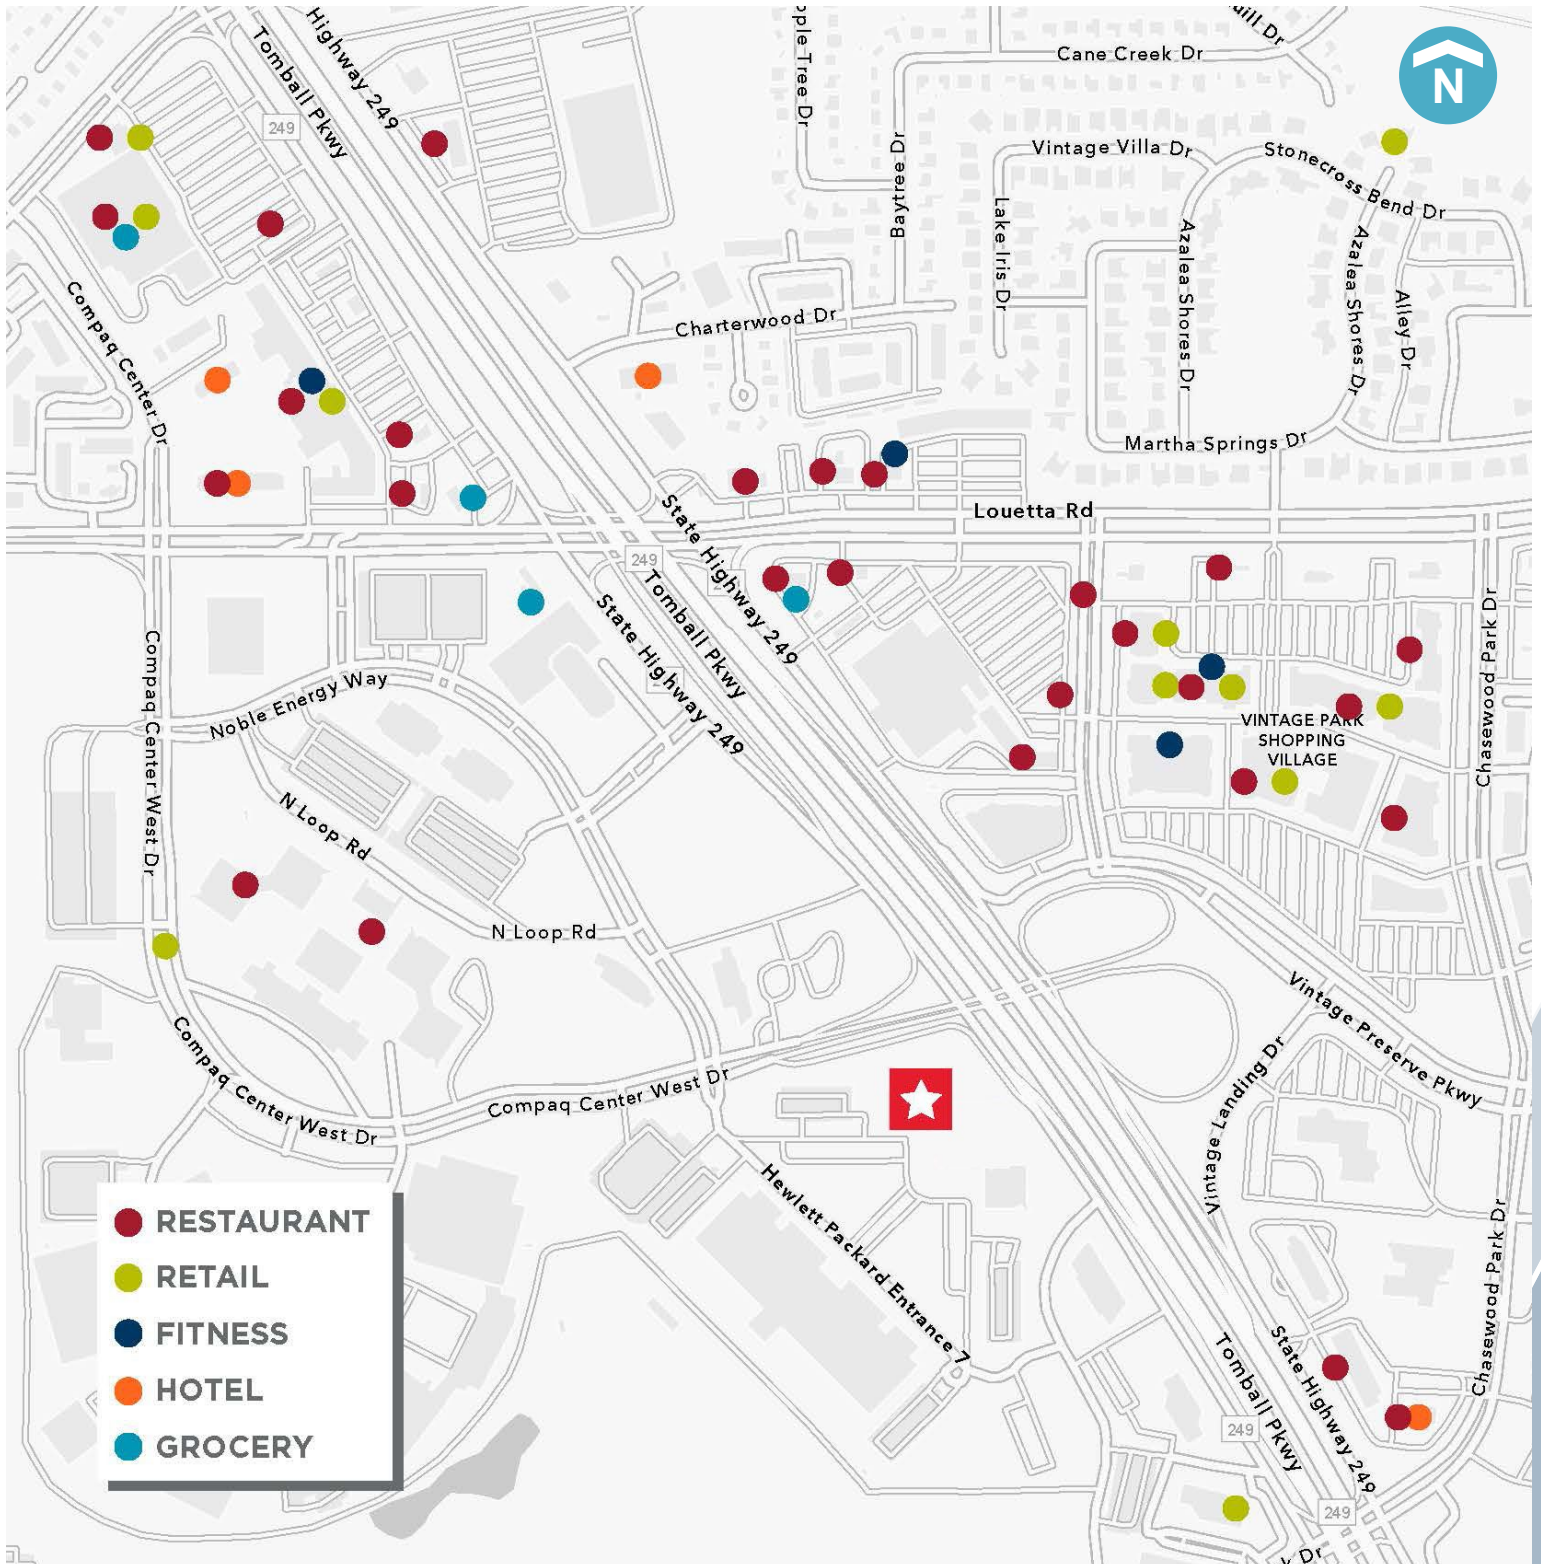 Highway 249
Tomball Pkwy
249
Cane Creek Dr
N
Baytree Dr
Vintage Villa Dr
Stonecross Bend Dr
Lake Iris Dr
Azalea Shores Dr
Azalea Shores Dr
Alley Dr
Compaq Center Dr
Charterwood Dr
Martha Springs Dr
Louetta Rd
State Highway 249
249
Tomball Pkwy
State Highway 249
Compaq Center West Dr
Noble Energy Way
Chasewood Park Dr
VINTAGE PARK
SHOPPING
VILLAGE
N Loop Rd
N Loop Rd
Vintage Preserve Pkwy
Vintage Landing Dr
Compaq Center West Dr
Compaq Center West Dr
Hewlett Packard Entrance 7
Chasewood Park Dr
RESTAURANT
RETAIL
FITNESS
HOTEL
GROCERY
Tomball Pkwy
State Highway 249
249
249
Dr